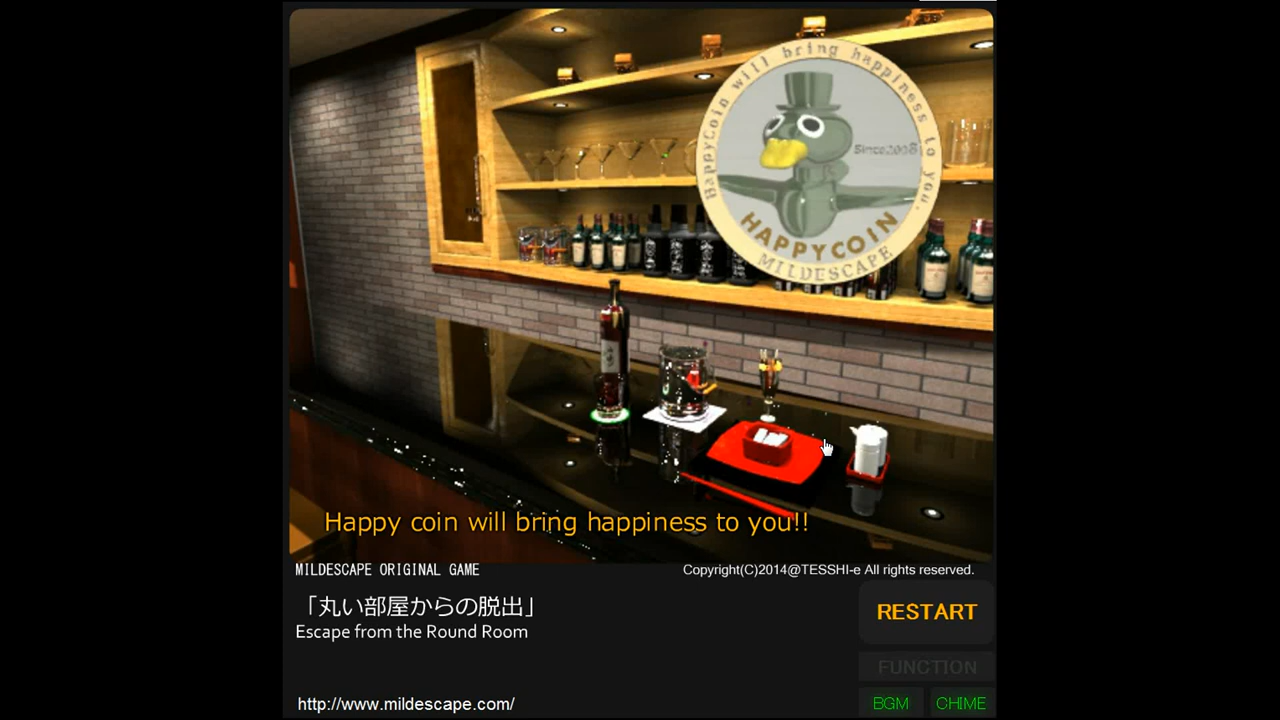 HappyCoin will bring happiness to you.
Since2008
HAPPYCOIN
MILDESCAPE
Happy coin will bring happiness to you!!
MILDESCAPE ORIGINAL GAME
Copyright(C)2014@TESSHI-e All rights reserved.
「丸い部屋からの脱出」
Escape from the Round Room
RESTART
FUNCTION
http://www.mildescape.com/
BGM
CHIME